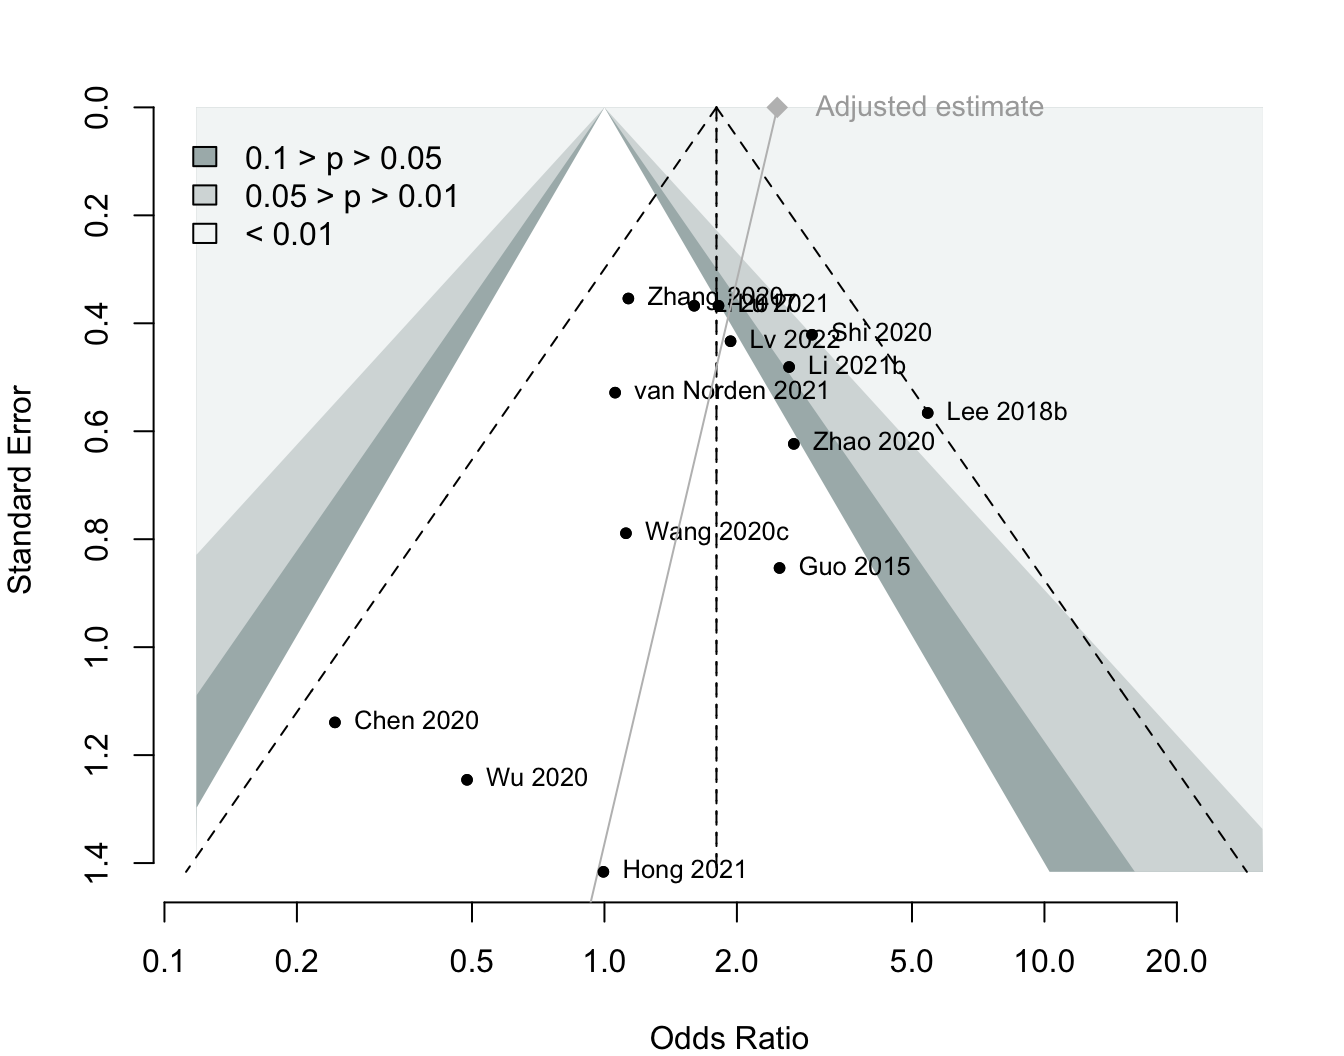 Adjusted estimate
0.1 > p > 0.05
0.05 > p > 0.01
< 0.01
Standard Error
0.0
0.2
0.4
0.6
0.8
1.0
1.2
1.4
Zhang 2020
2021
Shi 2020
Lv 2022
Li 2021b
van Norden 2021
Lee 2018b
Zhao 2020
Wang 2020c
Guo 2015
Chen 2020
Wu 2020
Hong 2021
0.1 0.2 0.5 1.0 2.0 5.0 10.0 20.0
Odds Ratio